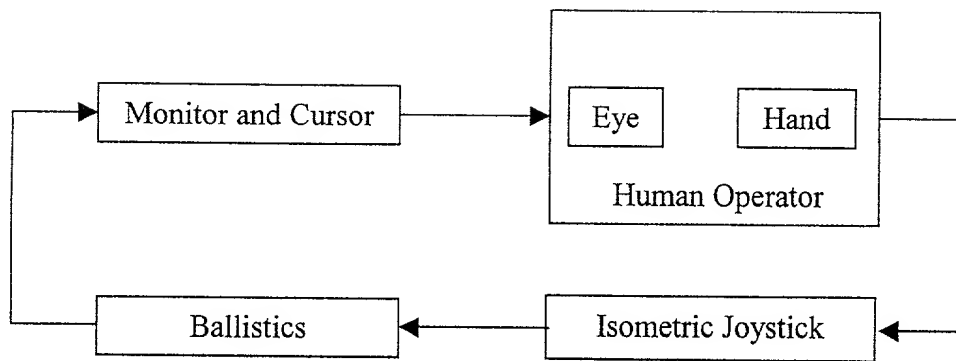 Monitor and Cursor
Eye
Hand
Human Operator
Ballistics
Isometric Joystick